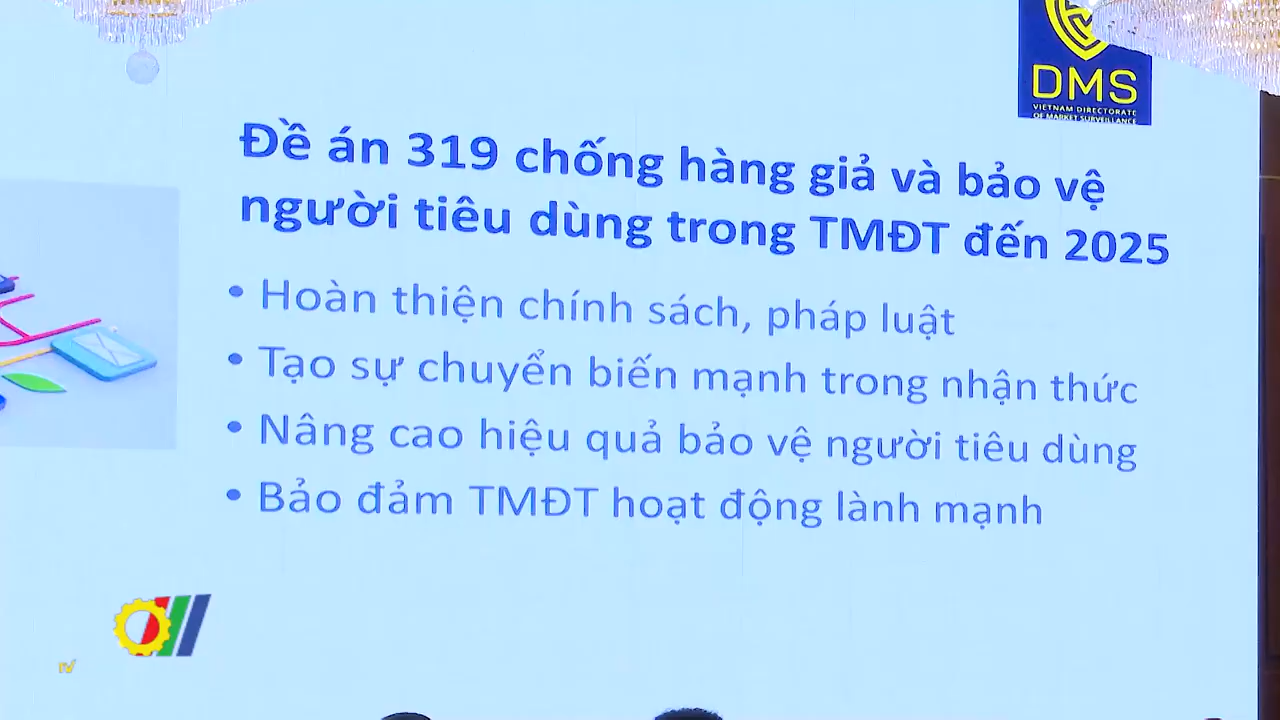 DMS
VIETNAM DIRECTORATE
OF MARKET SURVEILLANCE
Đề án 319 chống hàng giả và bảo vệ
người tiêu dùng trong TMĐT đến 2025
• Hoàn thiện chính sách, pháp luật
• Tạo sự chuyển biến mạnh trong nhận thức
• Nâng cao hiệu quả bảo vệ người tiêu dùng
• Bảo đảm TMĐT hoạt động lành mạnh